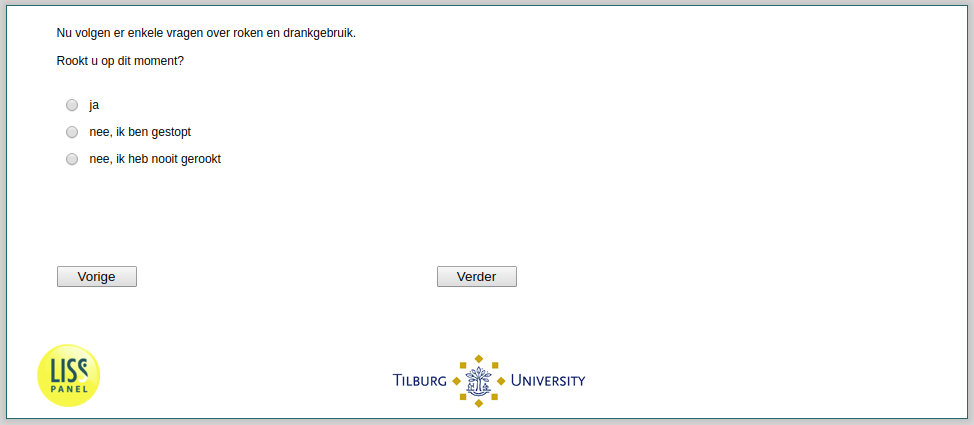 Nu volgen er enkele vragen over roken en drankgebruik.
Rookt u op dit moment?
ja
nee, ik ben gestopt
nee, ik heb nooit gerookt
Vorige
Verder
LISS
PANEL
TILBURG UNIVERSITY